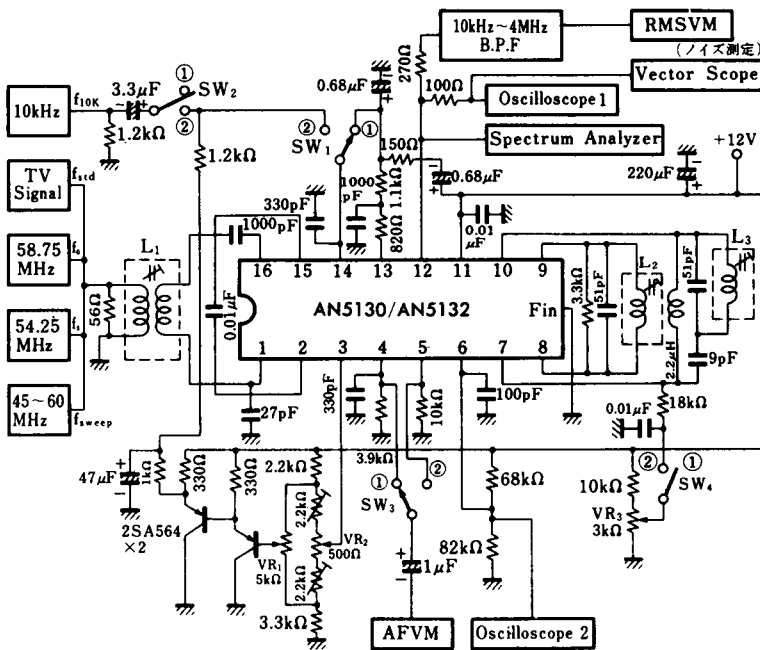 10kHz
f10K
3.3μF
−
+
①
SW2
②
1.2kΩ
1.2kΩ
TV
Signal
fstd
58.75
MHz
fo
54.25
MHz
fs
45~60
MHz
fsweep
56Ω
L1
0.68μF
+
②
①
SW1
150Ω
330pF
1000
pF
1.1kΩ
820Ω
1000pF
0.01μF
270Ω
10kHz~4MHz
B.P.F
RMSVM
(ノイズ測定)
Vector Scope
100Ω
Oscilloscope 1
Spectrum Analyzer
−
+
0.68μF
0.01
μF
220μF
−
+
+12V
16
15
14
13
12
11
10
9
AN5130/AN5132
Fin
1
2
3
4
5
6
7
8
3.3kΩ
51pF
L2
2.2μH
51pF
L3
9pF
27pF
330pF
3.9kΩ
10kΩ
100pF
18kΩ
0.01μF
47μF
+
−
1kΩ
330Ω
330Ω
2.2kΩ
2.2kΩ
VR2
500Ω
VR1
5kΩ
2.2kΩ
3.3kΩ
2SA564
×2
①
②
SW3
+
−
1μF
AFVM
68kΩ
82kΩ
Oscilloscope 2
②
①
SW4
10kΩ
VR3
3kΩ